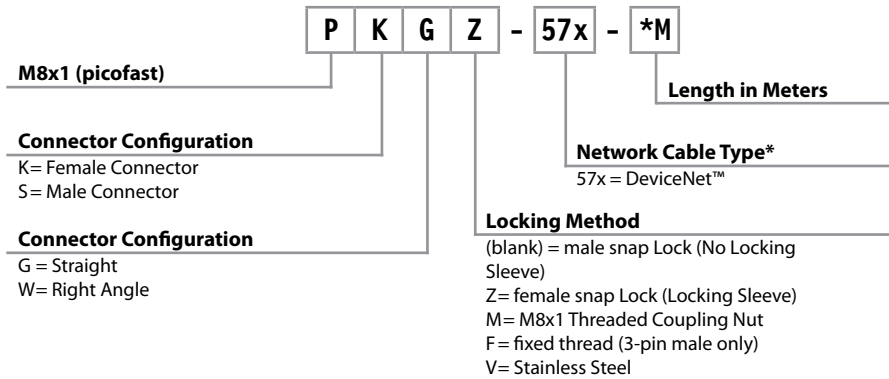 P K G Z - 57x - *M
M8x1 (picofast)
Length in Meters
Connector Configuration
K= Female Connector
S= Male Connector
Network Cable Type*
57x = DeviceNet™
Connector Configuration
G = Straight
W= Right Angle
Locking Method
(blank) = male snap Lock (No Locking
Sleeve)
Z= female snap Lock (Locking Sleeve)
M= M8x1 Threaded Coupling Nut
F= fixed thread (3-pin male only)
V= Stainless Steel